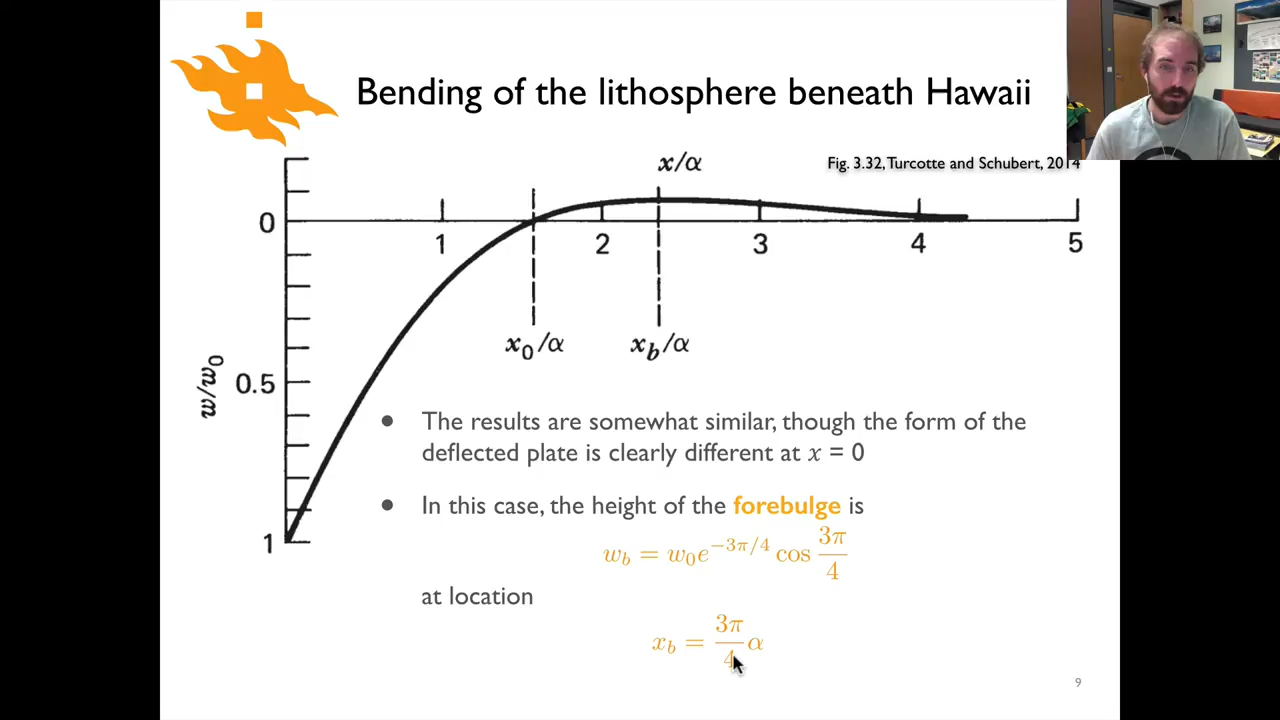 Bending of the lithosphere beneath Hawaii
Fig. 3.32, Turcotte and Schubert, 2014
x/α
0
1
2
3
4
5
x₀/α
x_b/α
w/w₀
0.5
1
● The results are somewhat similar, though the form of the
deflected plate is clearly different at x = 0
● In this case, the height of the forebulge is
w_b = w₀e^{−3π/4} cos 3π/4
at location
x_b = 3π/4 α
9